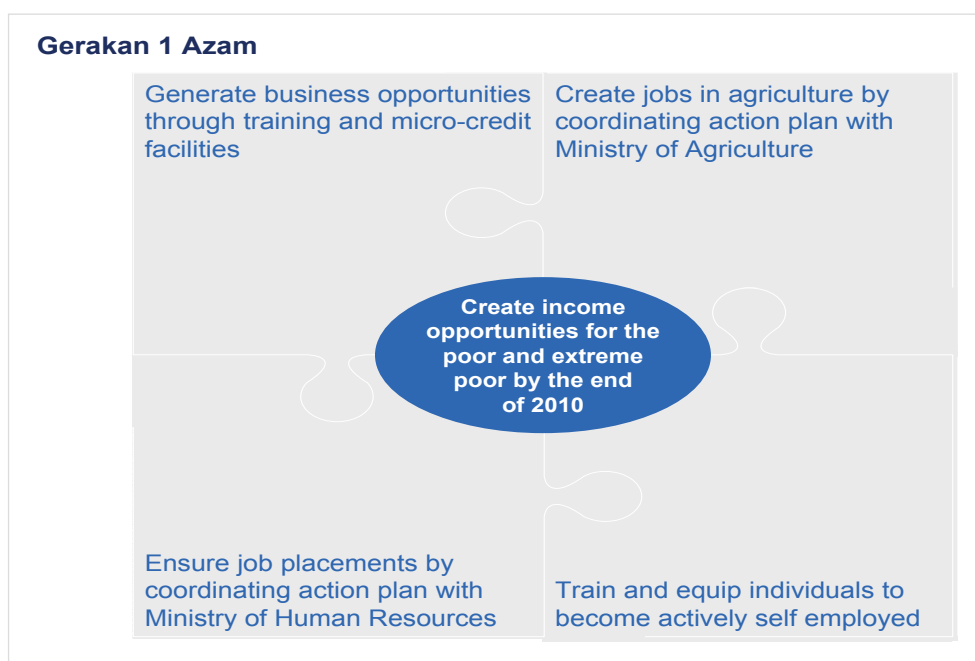 Gerakan 1 Azam
Generate business opportunities
through training and micro-credit
facilities
Create jobs in agriculture by
coordinating action plan with
Ministry of Agriculture
Create income
opportunities for the
poor and extreme
poor by the end
of 2010
Ensure job placements by
coordinating action plan with
Ministry of Human Resources
Train and equip individuals to
become actively self employed